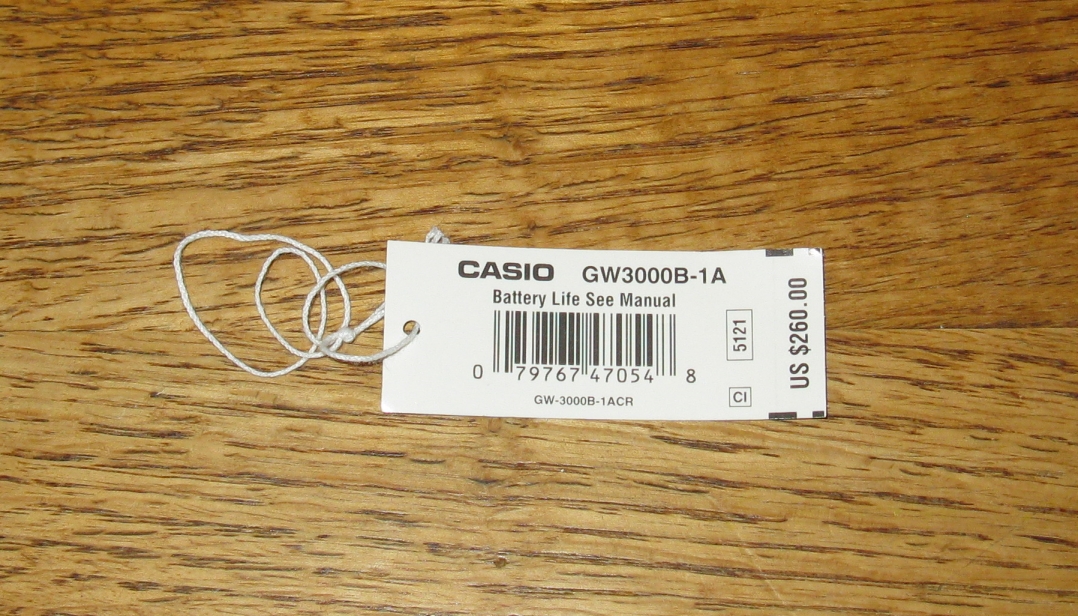 CASIO GW3000B-1A
Battery Life See Manual
0 79767 47054 8
GW-3000B-1ACR
5121
CI
US $260.00